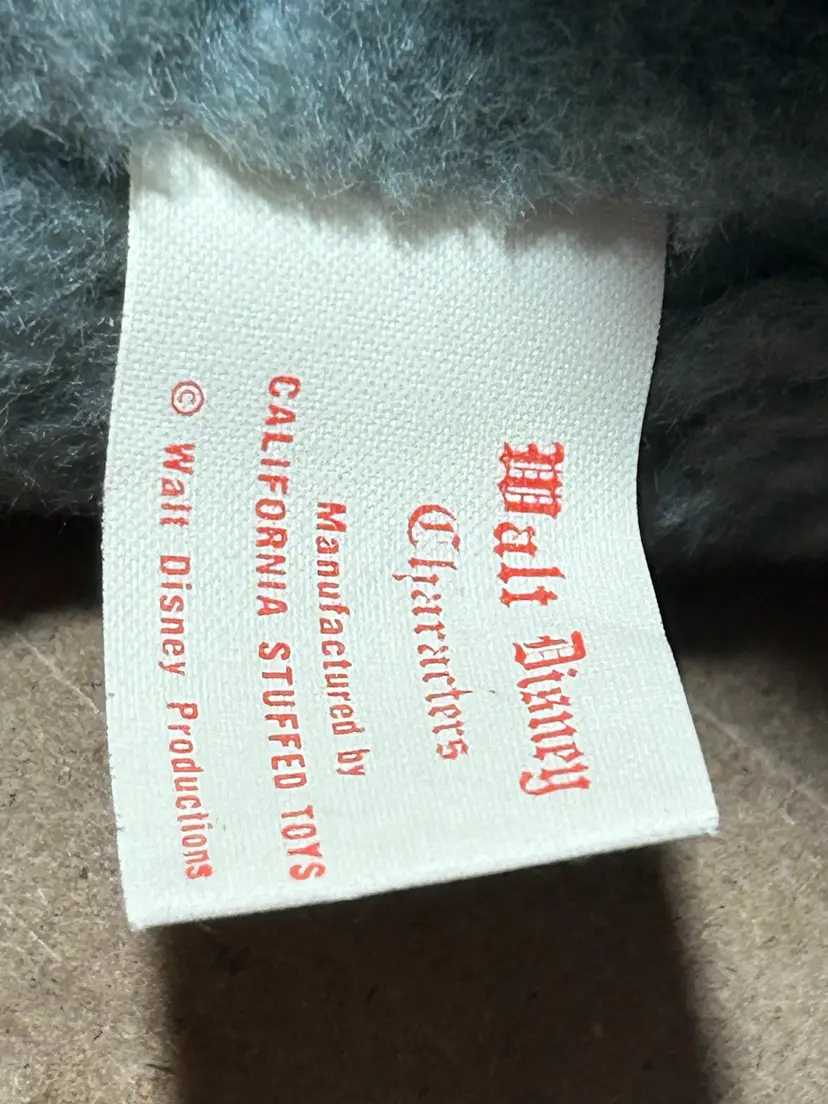 Walt Disney
Characters
Manufactured by
CALIFORNIA STUFFED TOYS
© Walt Disney Productions